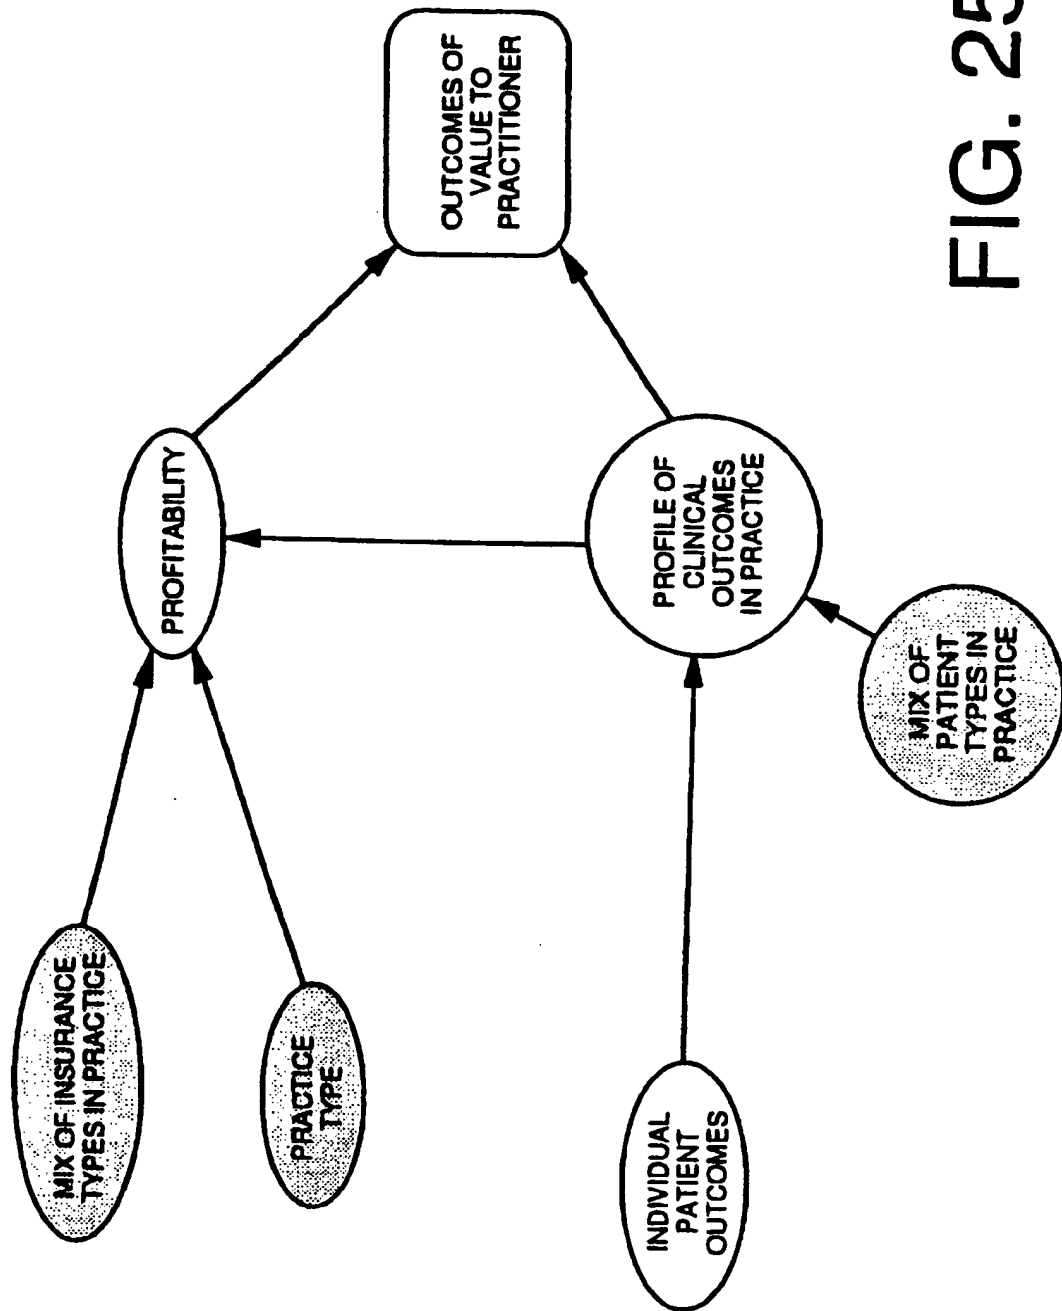 MIX OF INSURANCE
TYPES IN PRACTICE
PRACTICE
TYPE
PROFITABILITY
INDIVIDUAL
PATIENT
OUTCOMES
PROFILE OF
CLINICAL
OUTCOMES
IN PRACTICE
MIX OF
PATIENT
TYPES IN
PRACTICE
OUTCOMES OF
VALUE TO
PRACTITIONER
FIG. 25